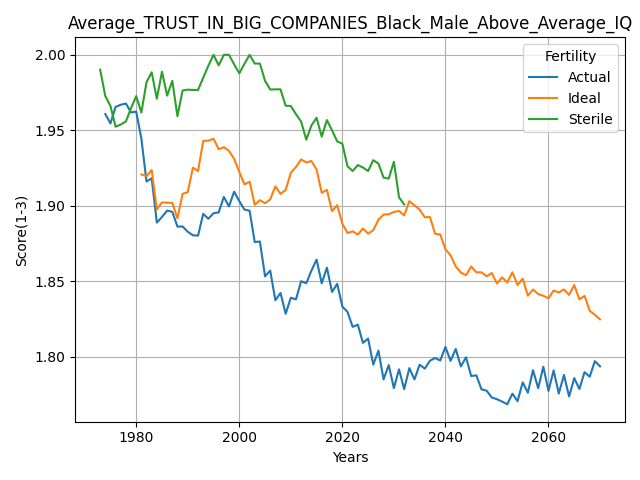 Average_TRUST_IN_BIG_COMPANIES_Black_Male_Above_Average_IQ
Fertility
Actual
Ideal
Sterile
Score(1-3)
2.00
1.95
1.90
1.85
1.80
1980 2000 2020 2040 2060
Years